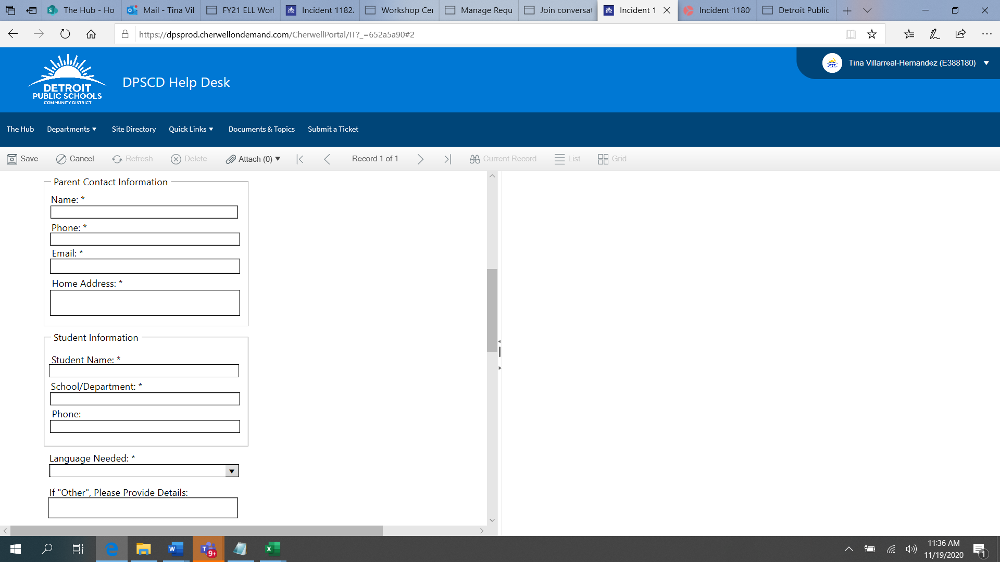 The Hub - Ho
Mail - Tina Vil
FY21 ELL Worl
Incident 1182
Workshop Cer
Manage Requ
Join conversat
Incident 1
Incident 1180
Detroit Public
https://dpsprod.cherwellondemand.com/CherwellPortal/IT?_=652a5a90#2
DETROIT
PUBLIC SCHOOLS
COMMUNITY DISTRICT
DPSCD Help Desk
Tina Villarreal-Hernandez (E388180)
The Hub Departments Site Directory Quick Links Documents & Topics Submit a Ticket
Save Cancel Refresh Delete Attach (0) Record 1 of 1 Current Record List Grid
Parent Contact Information
Name: *
Phone: *
Email: *
Home Address: *
Student Information
Student Name: *
School/Department: *
Phone:
Language Needed: *
If "Other", Please Provide Details:
9+
11:36 AM
11/19/2020
1